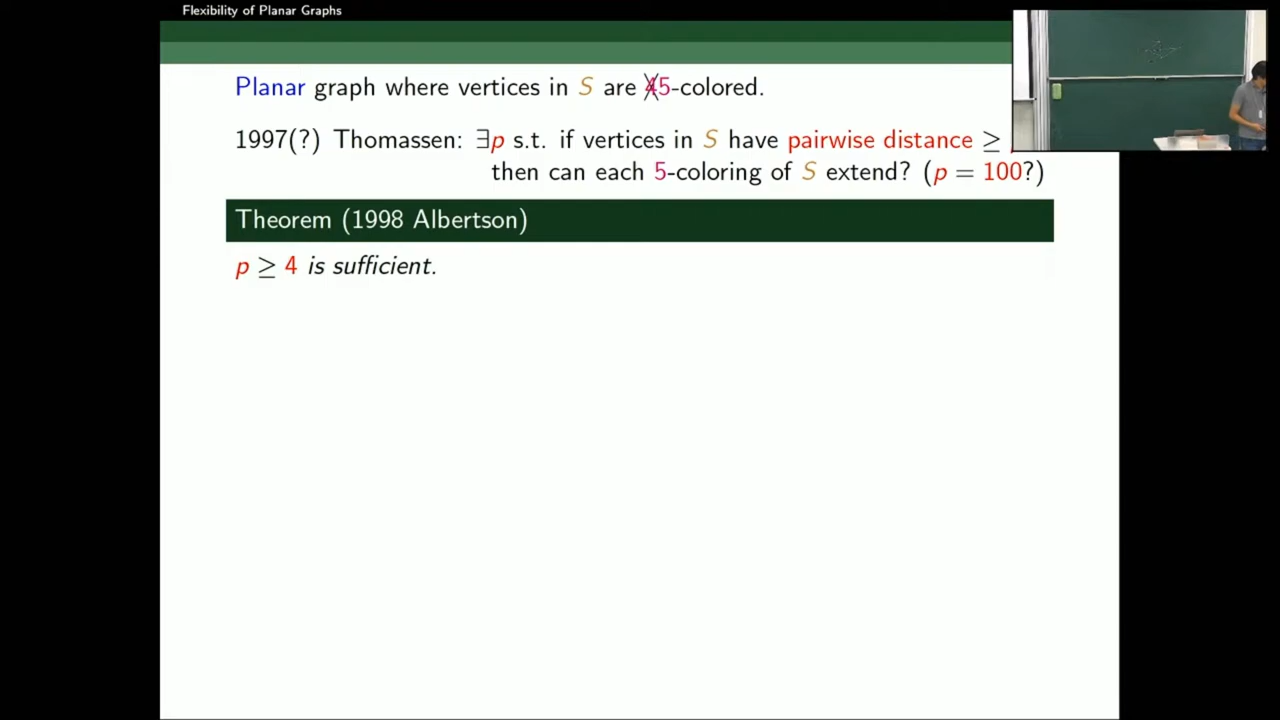 Flexibility of Planar Graphs
Planar graph where vertices in S are 45-colored.
1997(?) Thomassen: ∃p s.t. if vertices in S have pairwise distance ≥
then can each 5-coloring of S extend? (p = 100?)
Theorem (1998 Albertson)
p ≥ 4 is sufficient.